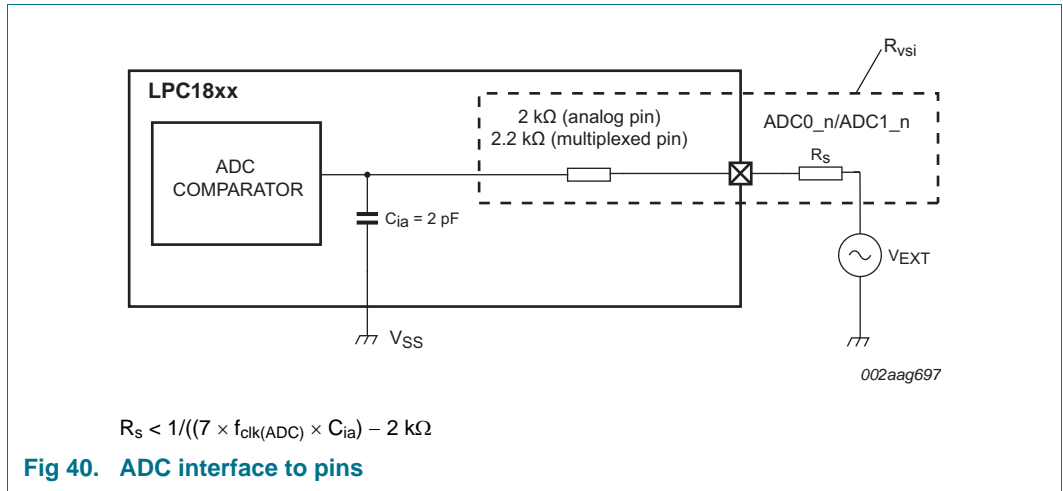 R_vsi
LPC18xx
2 kΩ (analog pin)
2.2 kΩ (multiplexed pin)
ADC0_n/ADC1_n
R_s
ADC
COMPARATOR
C_ia = 2 pF
V_EXT
V_SS
002aag697
R_s < 1/((7 × f_clk(ADC) × C_ia) − 2 kΩ
Fig 40. ADC interface to pins